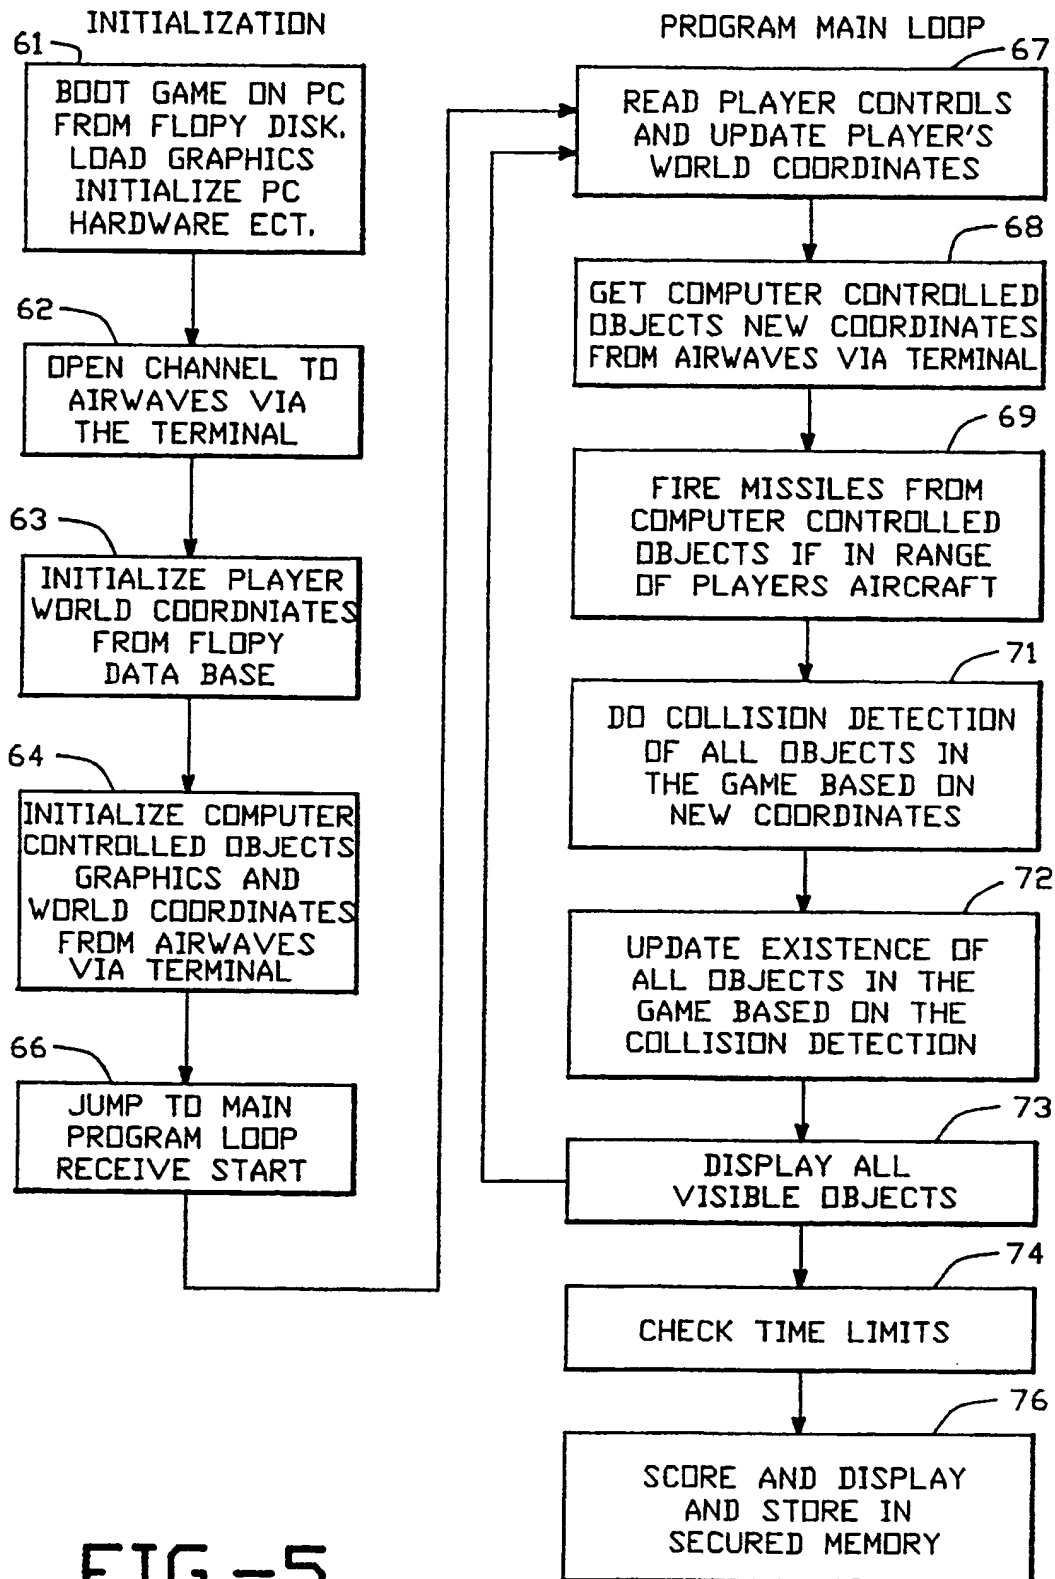 INITIALIZATION
61
BOOT GAME ON PC
FROM FLOPY DISK.
LOAD GRAPHICS
INITIALIZE PC
HARDWARE ECT.
62
OPEN CHANNEL TO
AIRWAVES VIA
THE TERMINAL
63
INITIALIZE PLAYER
WORLD COORDNIATES
FROM FLOPY
DATA BASE
64
INITIALIZE COMPUTER
CONTROLLED OBJECTS
GRAPHICS AND
WORLD COORDINATES
FROM AIRWAVES
VIA TERMINAL
66
JUMP TO MAIN
PROGRAM LOOP
RECEIVE START
PROGRAM MAIN LOOP
67
READ PLAYER CONTROLS
AND UPDATE PLAYER'S
WORLD COORDINATES
68
GET COMPUTER CONTROLLED
OBJECTS NEW COORDINATES
FROM AIRWAVES VIA TERMINAL
69
FIRE MISSILES FROM
COMPUTER CONTROLLED
OBJECTS IF IN RANGE
OF PLAYERS AIRCRAFT
71
DO COLLISION DETECTION
OF ALL OBJECTS IN
THE GAME BASED ON
NEW COORDINATES
72
UPDATE EXISTENCE OF
ALL OBJECTS IN THE
GAME BASED ON THE
COLLISION DETECTION
73
DISPLAY ALL
VISIBLE OBJECTS
74
CHECK TIME LIMITS
76
SCORE AND DISPLAY
AND STORE IN
SECURED MEMORY
FIG-5